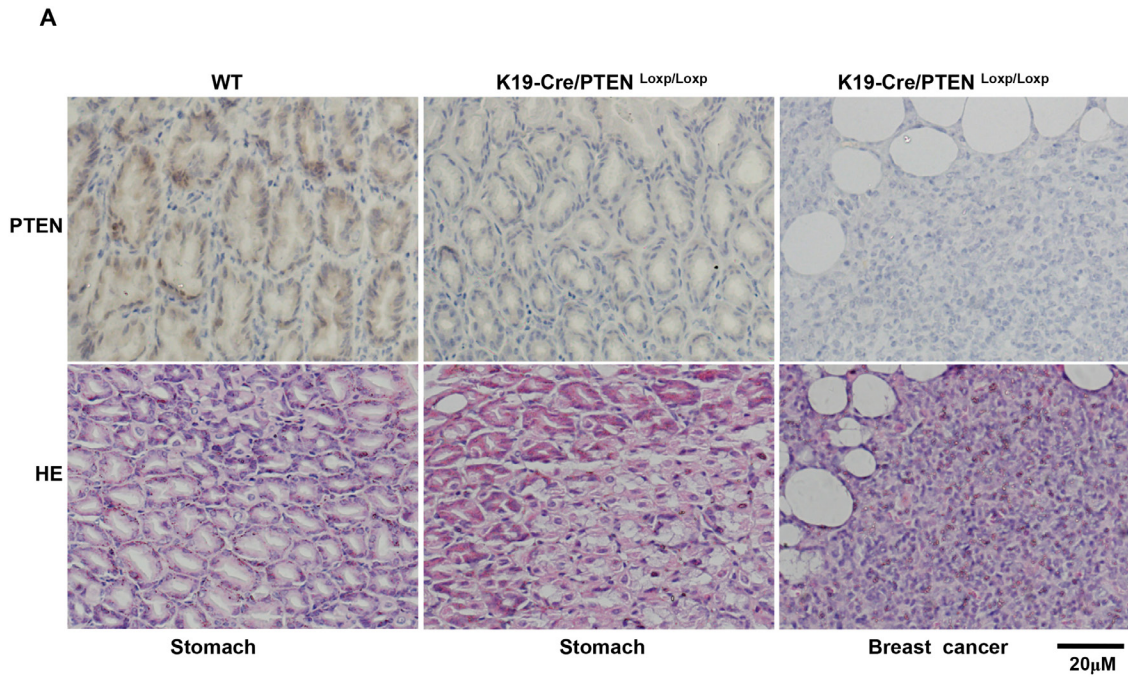 A
WT
K19-Cre/PTEN Loxp/Loxp
K19-Cre/PTEN Loxp/Loxp
PTEN
HE
Stomach
Stomach
Breast cancer
20μM